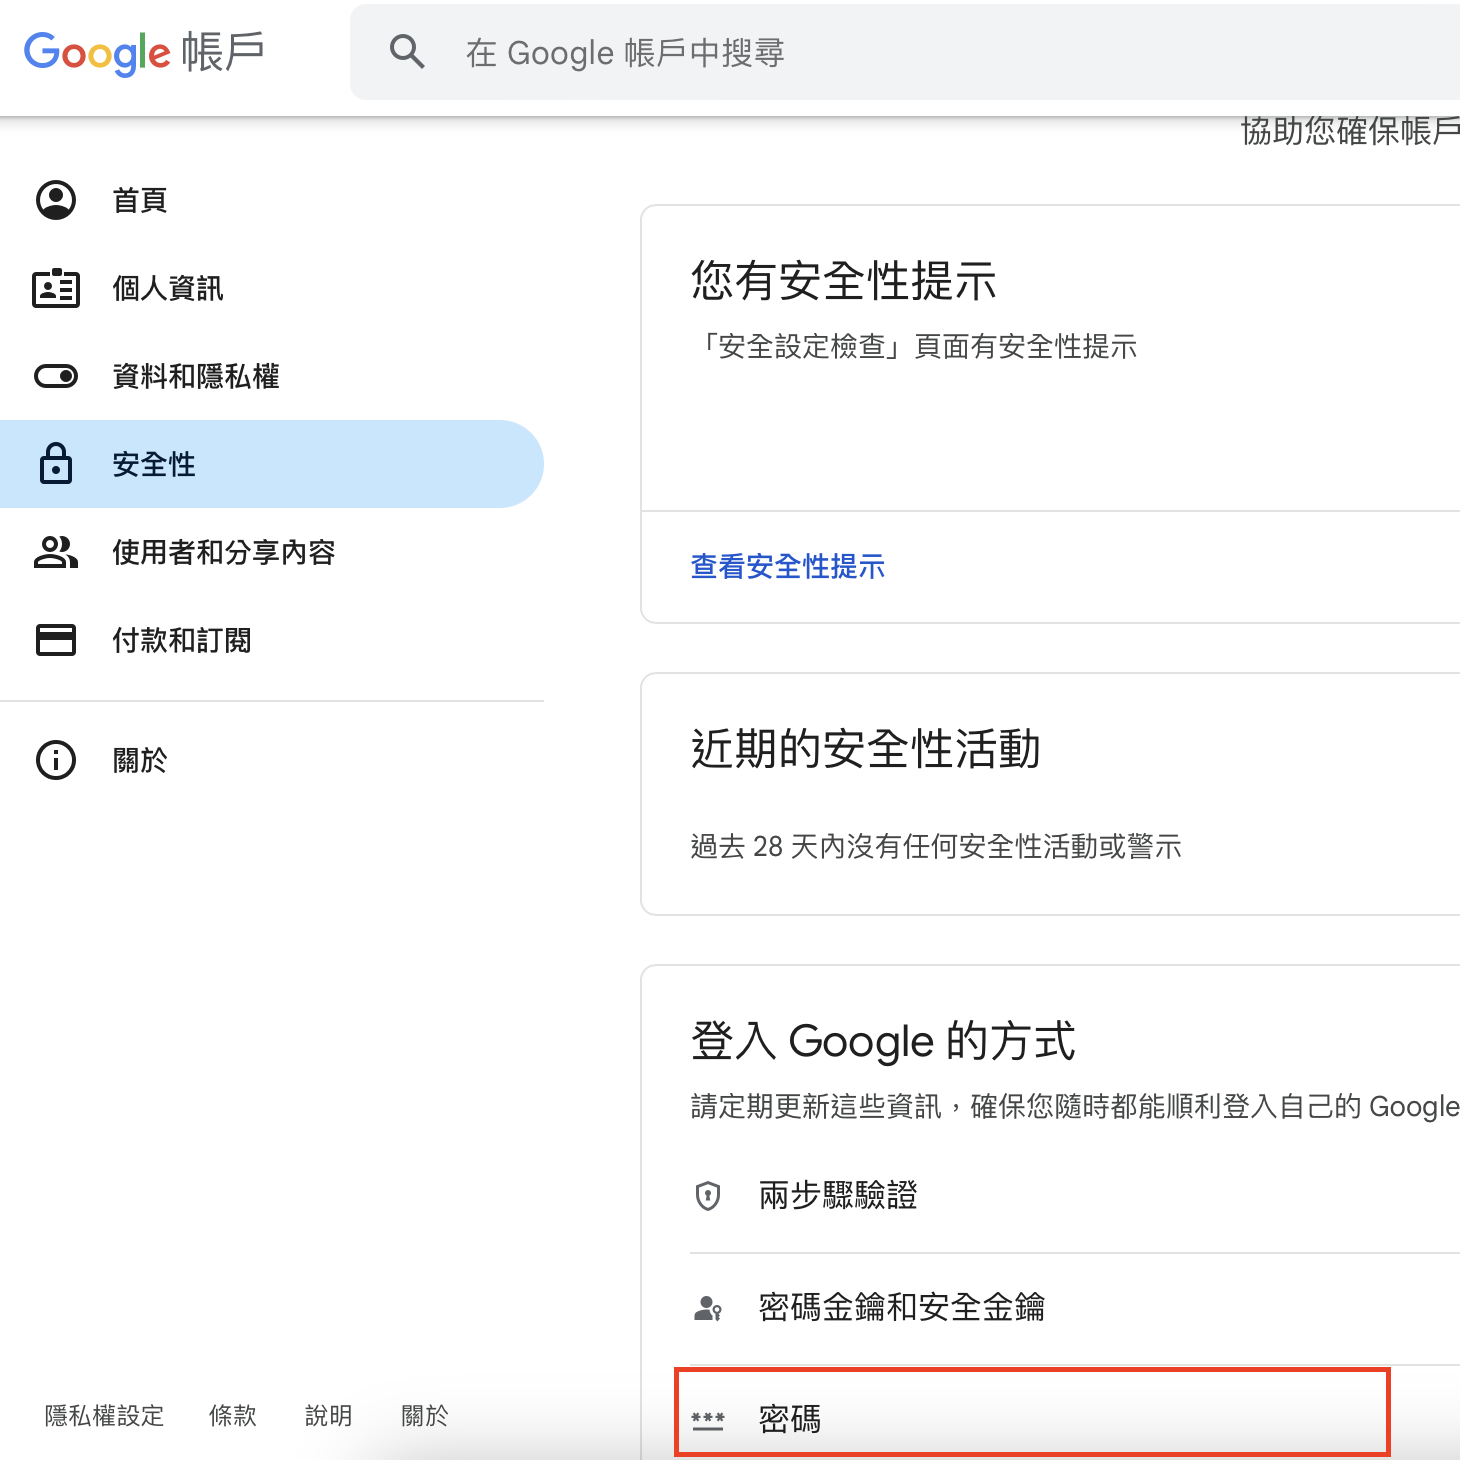 Google 帳戶
在 Google 帳戶中搜尋
協助您確保帳戶
首頁
個人資訊
資料和隱私權
安全性
使用者和分享內容
付款和訂閱
關於
您有安全性提示
「安全設定檢查」頁面有安全性提示
查看安全性提示
近期的安全性活動
過去 28 天內沒有任何安全性活動或警示
登入 Google 的方式
請定期更新這些資訊，確保您隨時都能順利登入自己的 Google
兩步驟驗證
密碼金鑰和安全金鑰
密碼
隱私權設定 條款 說明 關於